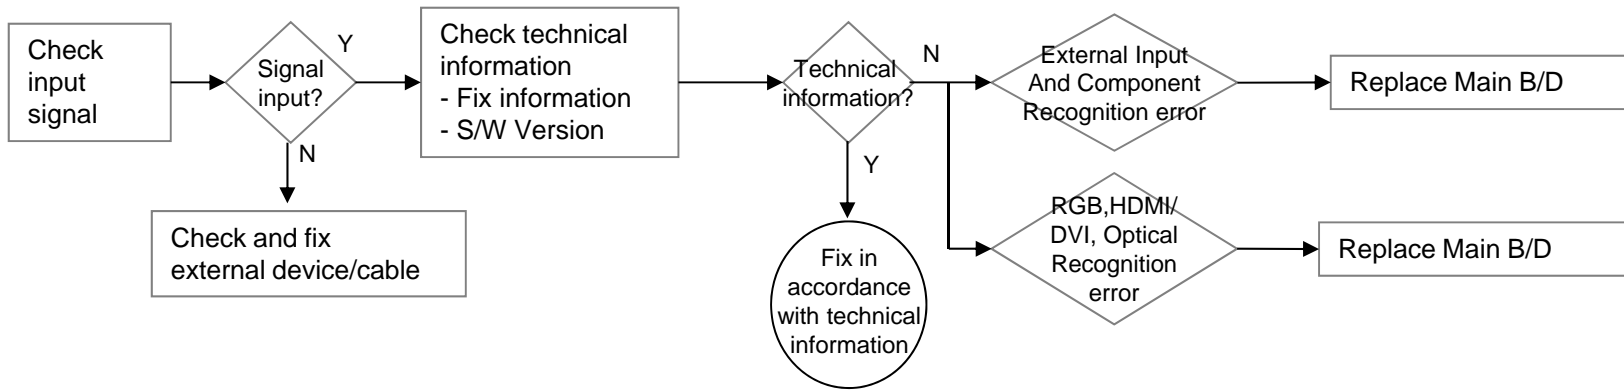 Check
input
signal
Signal
input?
Y
N
Check and fix
external device/cable
Check technical
information
- Fix information
- S/W Version
Technical
information?
N
Y
Fix in
accordance
with technical
information
External Input
And Component
Recognition error
Replace Main B/D
RGB,HDMI/
DVI, Optical
Recognition
error
Replace Main B/D